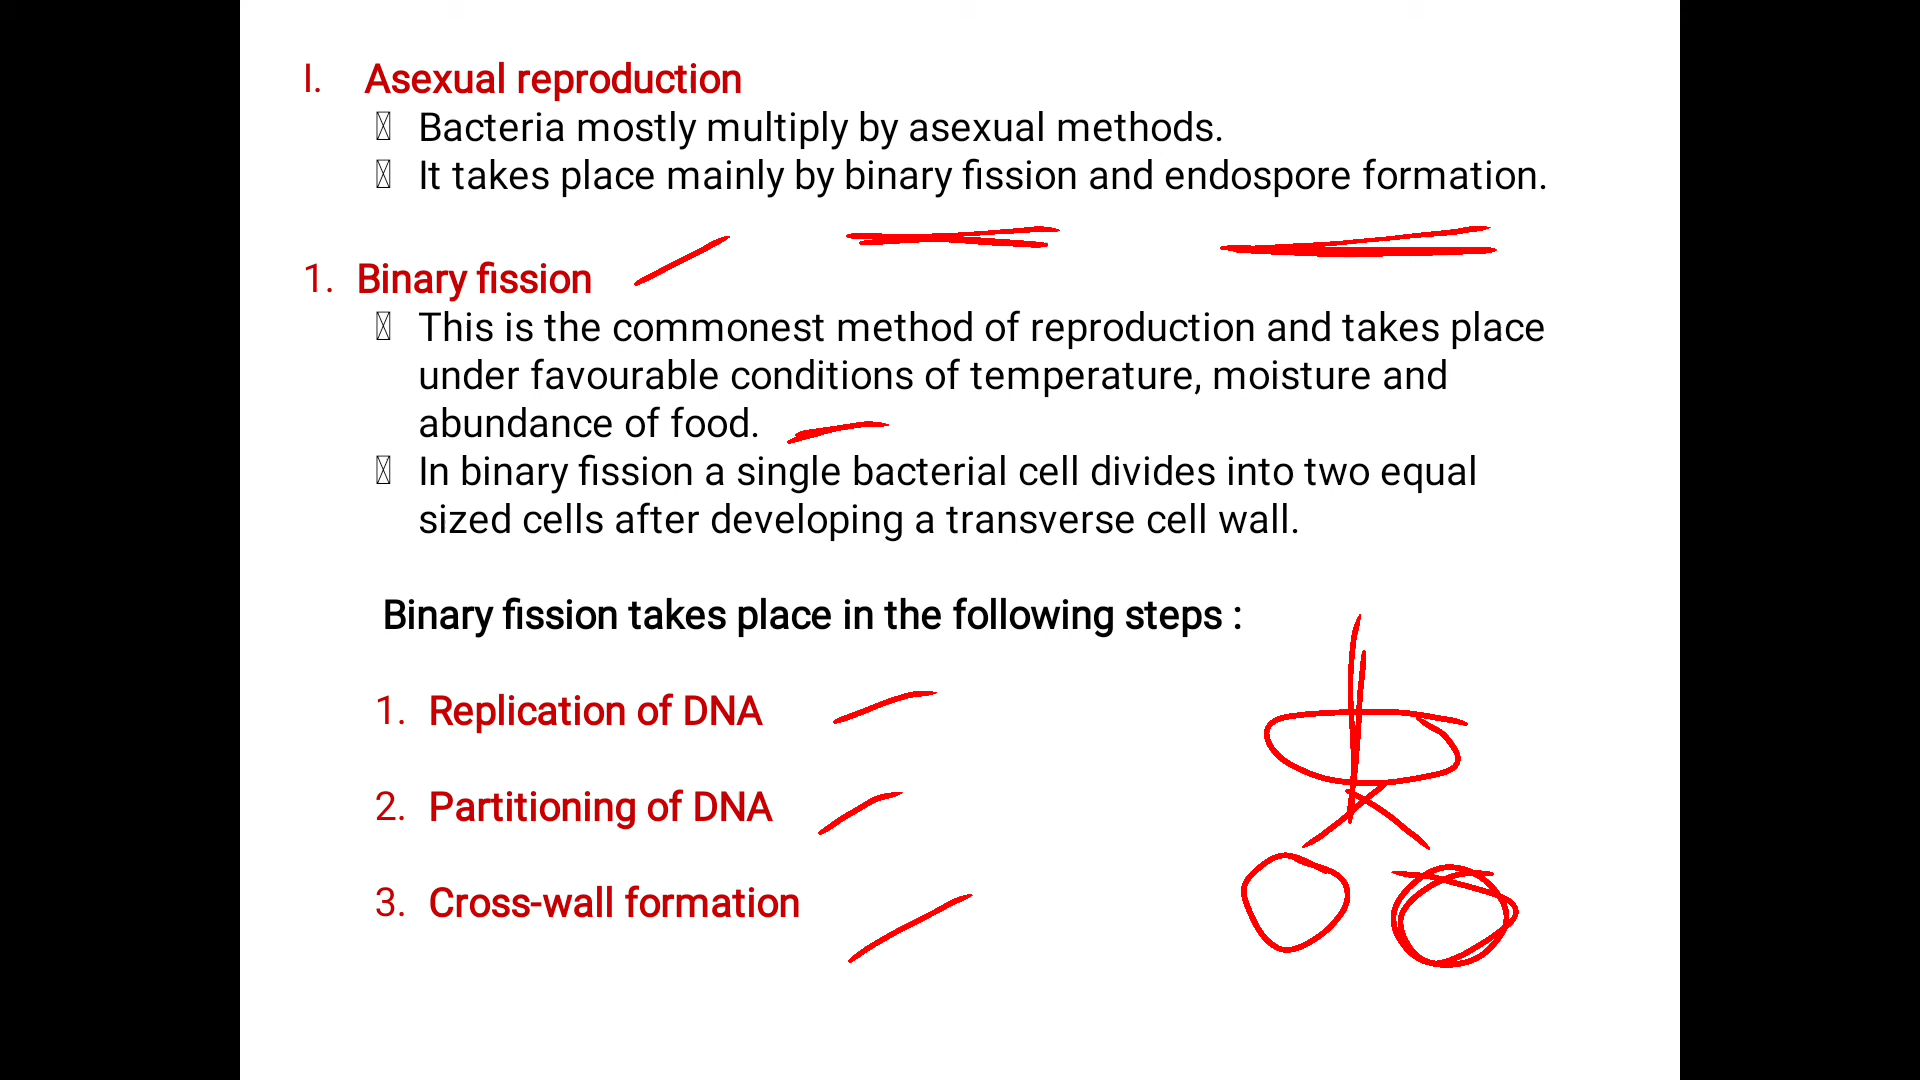 I. Asexual reproduction
Bacteria mostly multiply by asexual methods.
It takes place mainly by binary fission and endospore formation.
1. Binary fission
This is the commonest method of reproduction and takes place
under favourable conditions of temperature, moisture and
abundance of food.
In binary fission a single bacterial cell divides into two equal
sized cells after developing a transverse cell wall.
Binary fission takes place in the following steps :
1. Replication of DNA
2. Partitioning of DNA
3. Cross-wall formation